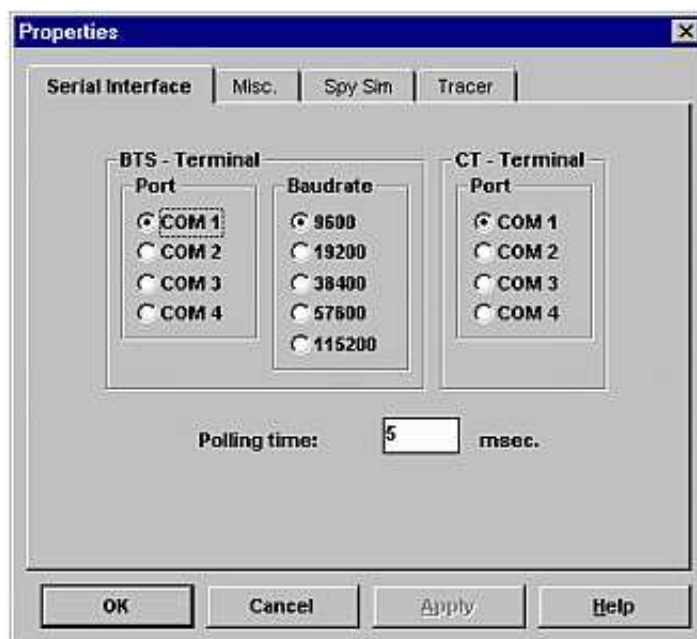 Properties
Serial Interface Misc. Spy Sim Tracer
BTS - Terminal CT - Terminal
Port Baudrate Port
COM 1 9600 COM 1
COM 2 19200 COM 2
COM 3 38400 COM 3
COM 4 57600 COM 4
115200
Polling time: 5 msec.
OK Cancel Apply Help